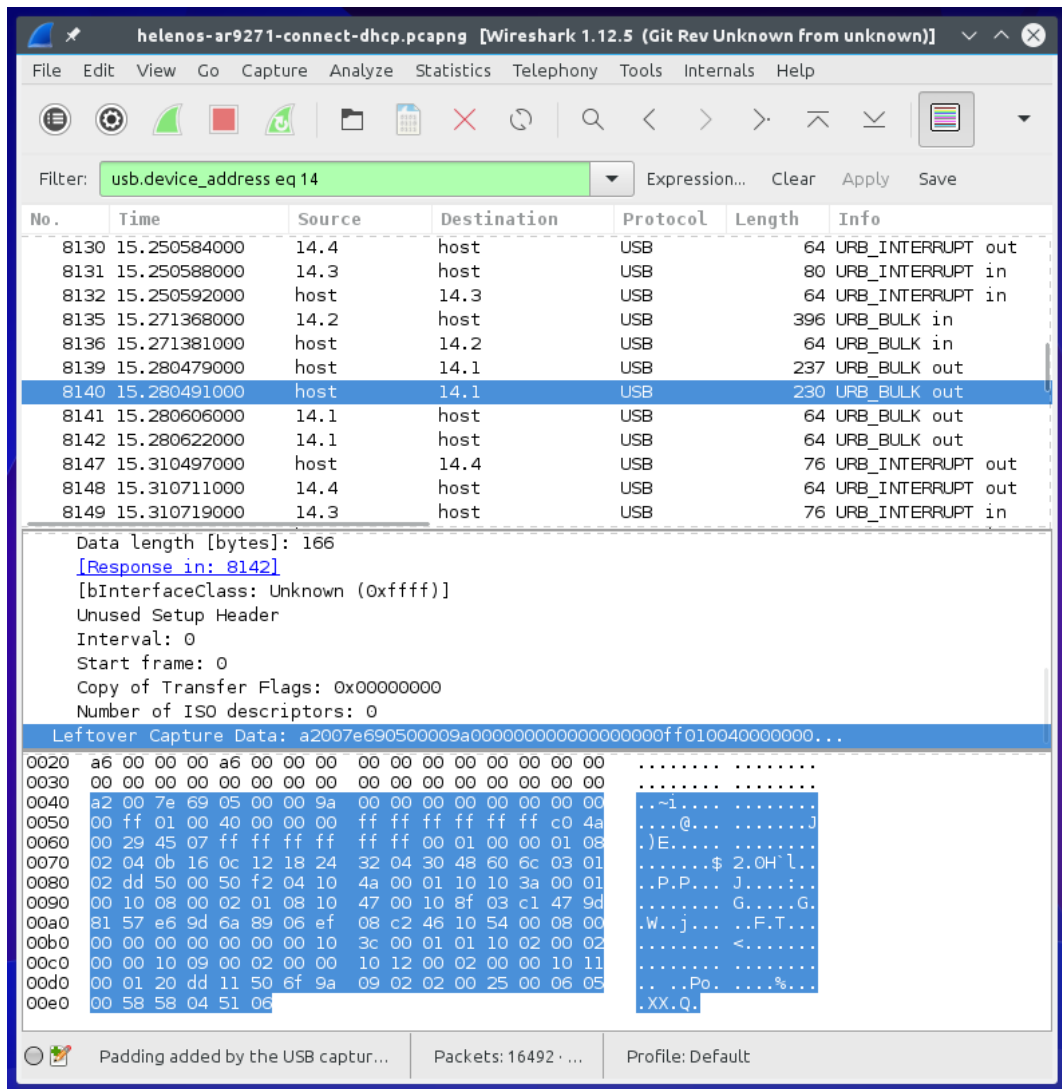 helenos-ar9271-connect-dhcp.pcapng [Wireshark 1.12.5 (Git Rev Unknown from unknown)]
File Edit View Go Capture Analyze Statistics Telephony Tools Internals Help
Filter: usb.device_address eq 14 Expression... Clear Apply Save
No. Time Source Destination Protocol Length Info
8130 15.250584000 14.4 host USB 64 URB_INTERRUPT out
8131 15.250588000 14.3 host USB 80 URB_INTERRUPT in
8132 15.250592000 host 14.3 USB 64 URB_INTERRUPT in
8135 15.271368000 14.2 host USB 396 URB_BULK in
8136 15.271381000 host 14.2 USB 64 URB_BULK in
8139 15.280479000 host 14.1 USB 237 URB_BULK out
8140 15.280491000 host 14.1 USB 230 URB_BULK out
8141 15.280606000 14.1 host USB 64 URB_BULK out
8142 15.280622000 14.1 host USB 64 URB_BULK out
8147 15.310497000 host 14.4 USB 76 URB_INTERRUPT out
8148 15.310711000 14.4 host USB 64 URB_INTERRUPT out
8149 15.310719000 14.3 host USB 76 URB_INTERRUPT in
Data length [bytes]: 166
[Response in: 8142]
[bInterfaceClass: Unknown (0xffff)]
Unused Setup Header
Interval: 0
Start frame: 0
Copy of Transfer Flags: 0x00000000
Number of ISO descriptors: 0
Leftover Capture Data: a2007e690500009a000000000000000000ff010040000000...
0020 a6 00 00 00 a6 00 00 00 00 00 00 00 00 00 00 00 ........ ........
0030 00 00 00 00 00 00 00 00 00 00 00 00 00 00 00 00 ........ ........
0040 a2 00 7e 69 05 00 00 9a 00 00 00 00 00 00 00 00 ..~i.... ........
0050 00 ff 01 00 40 00 00 00 ff ff ff ff ff ff c0 4a ....@... .......J
0060 00 29 45 07 ff ff ff ff ff ff 00 01 00 00 01 08 .)E..... ........
0070 02 04 0b 16 0c 12 18 24 32 04 30 48 60 6c 03 01 .......$ 2.0H`l..
0080 02 dd 50 00 50 f2 04 10 4a 00 01 10 10 3a 00 01 ..P.P... J....:..
0090 00 10 08 00 02 01 08 10 47 00 10 8f 03 c1 47 9d ........ G.....G.
00a0 81 57 e6 9d 6a 89 06 ef 08 c2 46 10 54 00 08 00 .W..j... ..F.T...
00b0 00 00 00 00 00 00 00 10 3c 00 01 01 10 02 00 02 ........ <.......
00c0 00 00 10 09 00 02 00 00 10 12 00 02 00 00 10 11 ........ ........
00d0 00 01 20 dd 11 50 6f 9a 09 02 02 00 25 00 06 05 .. ..Po. ....%...
00e0 00 58 58 04 51 06 .XX.Q.
Padding added by the USB captur... Packets: 16492 · ... Profile: Default